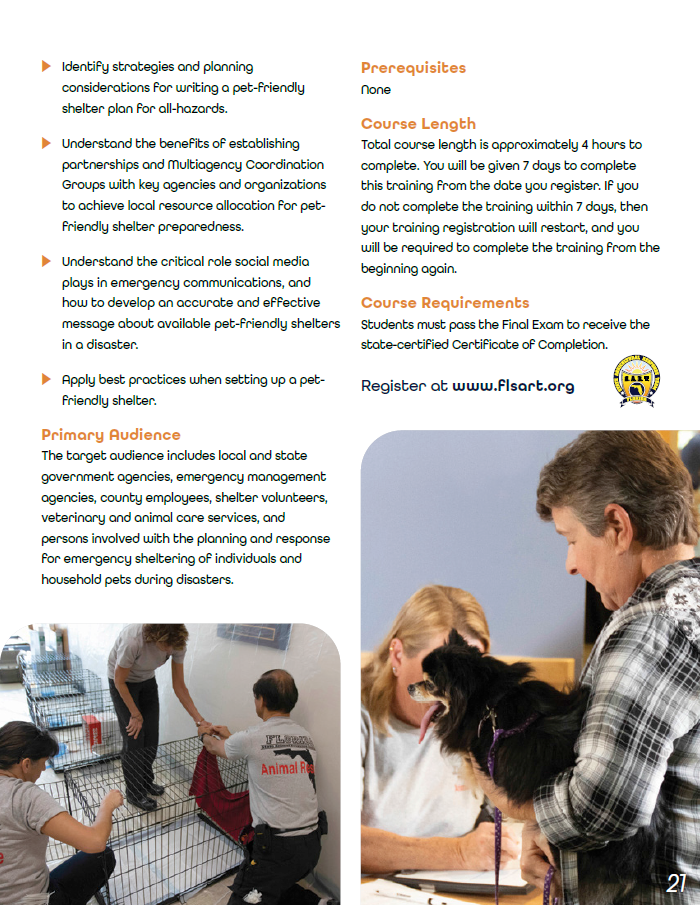 Identify strategies and planning
considerations for writing a pet-friendly
shelter plan for all-hazards.
Understand the benefits of establishing
partnerships and Multiagency Coordination
Groups with key agencies and organizations
to achieve local resource allocation for pet-
friendly shelter preparedness.
Understand the critical role social media
plays in emergency communications, and
how to develop an accurate and effective
message about available pet-friendly shelters
in a disaster.
Apply best practices when setting up a pet-
friendly shelter.
Primary Audience
The target audience includes local and state
government agencies, emergency management
agencies, county employees, shelter volunteers,
veterinary and animal care services, and
persons involved with the planning and response
for emergency sheltering of individuals and
household pets during disasters.
Prerequisites
None
Course Length
Total course length is approximately 4 hours to
complete. You will be given 7 days to complete
this training from the date you register. If you
do not complete the training within 7 days, then
your training registration will restart, and you
will be required to complete the training from the
beginning again.
Course Requirements
Students must pass the Final Exam to receive the
state-certified Certificate of Completion.
Register at www.flsart.org
Animal
21